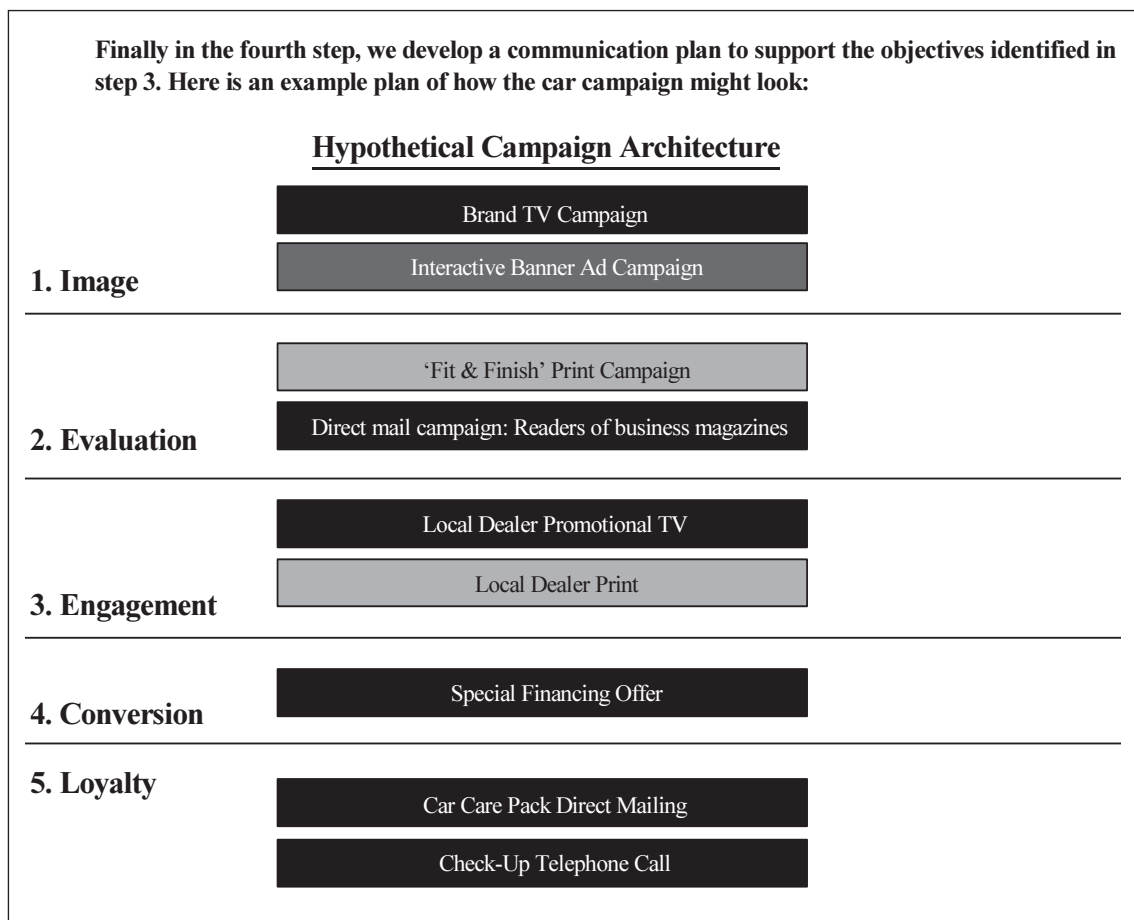 Finally in the fourth step, we develop a communication plan to support the objectives identified in
step 3. Here is an example plan of how the car campaign might look:
Hypothetical Campaign Architecture
Brand TV Campaign
Interactive Banner Ad Campaign
1. Image
‘Fit & Finish’ Print Campaign
Direct mail campaign: Readers of business magazines
2. Evaluation
Local Dealer Promotional TV
Local Dealer Print
3. Engagement
Special Financing Offer
4. Conversion
5. Loyalty
Car Care Pack Direct Mailing
Check-Up Telephone Call